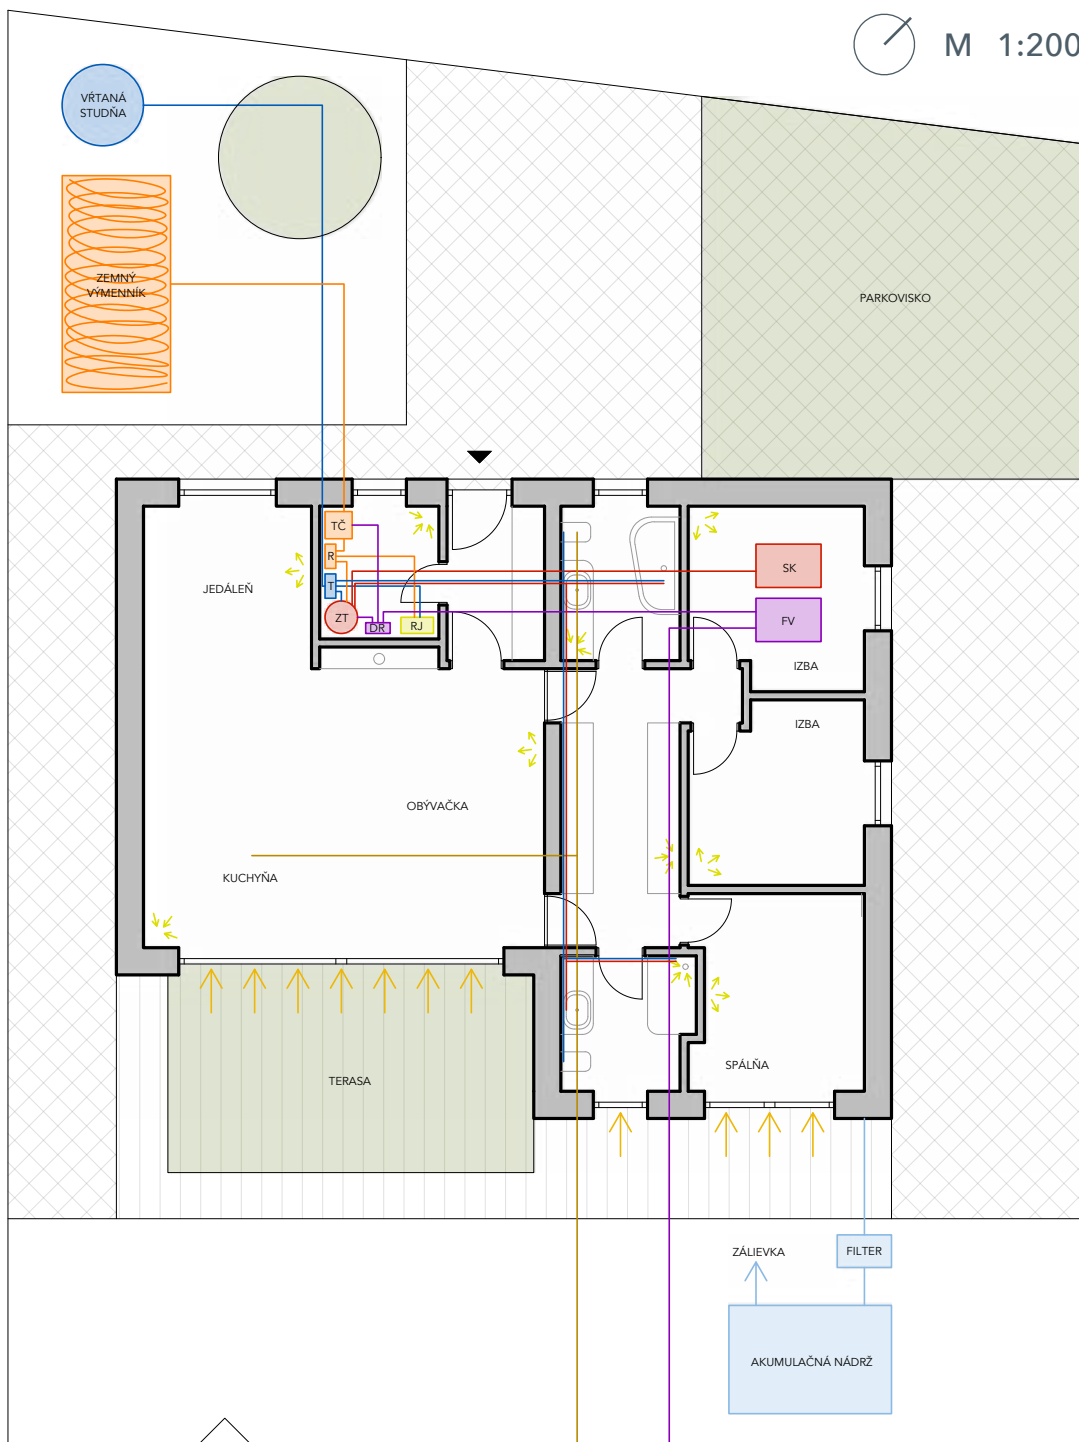 M 1:200
VŔTANÁ
STUDŇA
ZEMNÝ
VÝMENNÍK
PARKOVISKO
TČ
R
T
ZT
DR
RJ
JEDÁLEŇ
SK
FV
IZBA
IZBA
OBÝVAČKA
KUCHYŇA
TERASA
SPÁLŇA
ZÁLIEVKA
FILTER
AKUMULAČNÁ NÁDRŽ